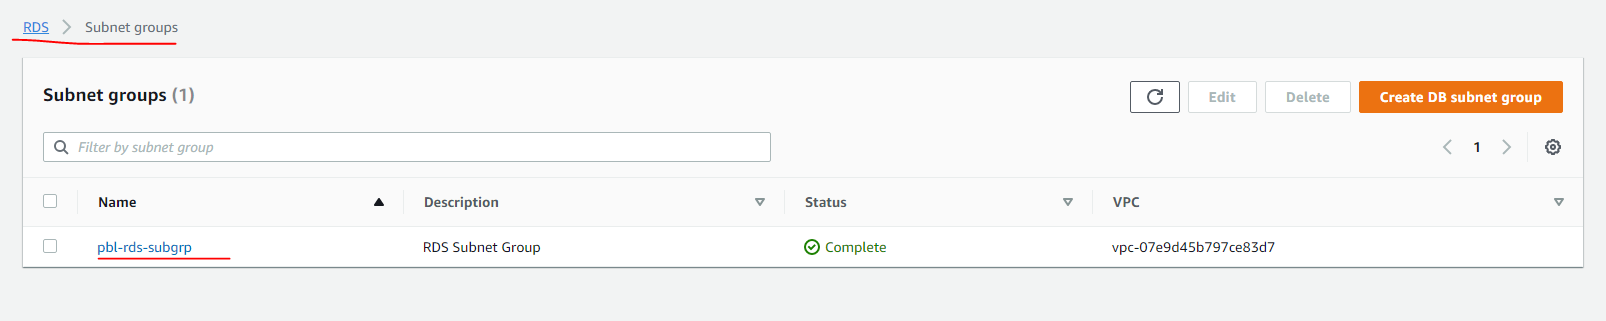 RDS > Subnet groups
Subnet groups (1)
Edit Delete Create DB subnet group
Filter by subnet group
1
Name Description Status VPC
pbl-rds-subgrp RDS Subnet Group Complete vpc-07e9d45b797ce83d7